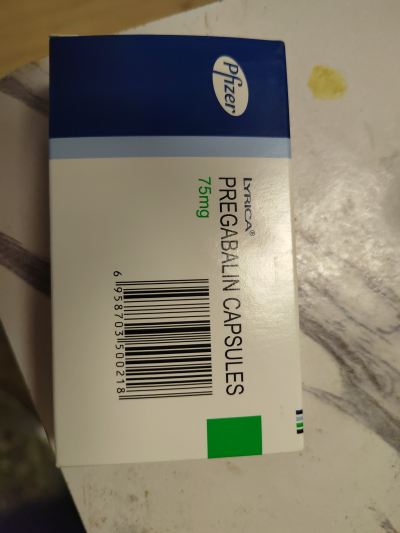 Pfizer
LYRICA®
PREGABALIN CAPSULES
75mg
6 958703 500218